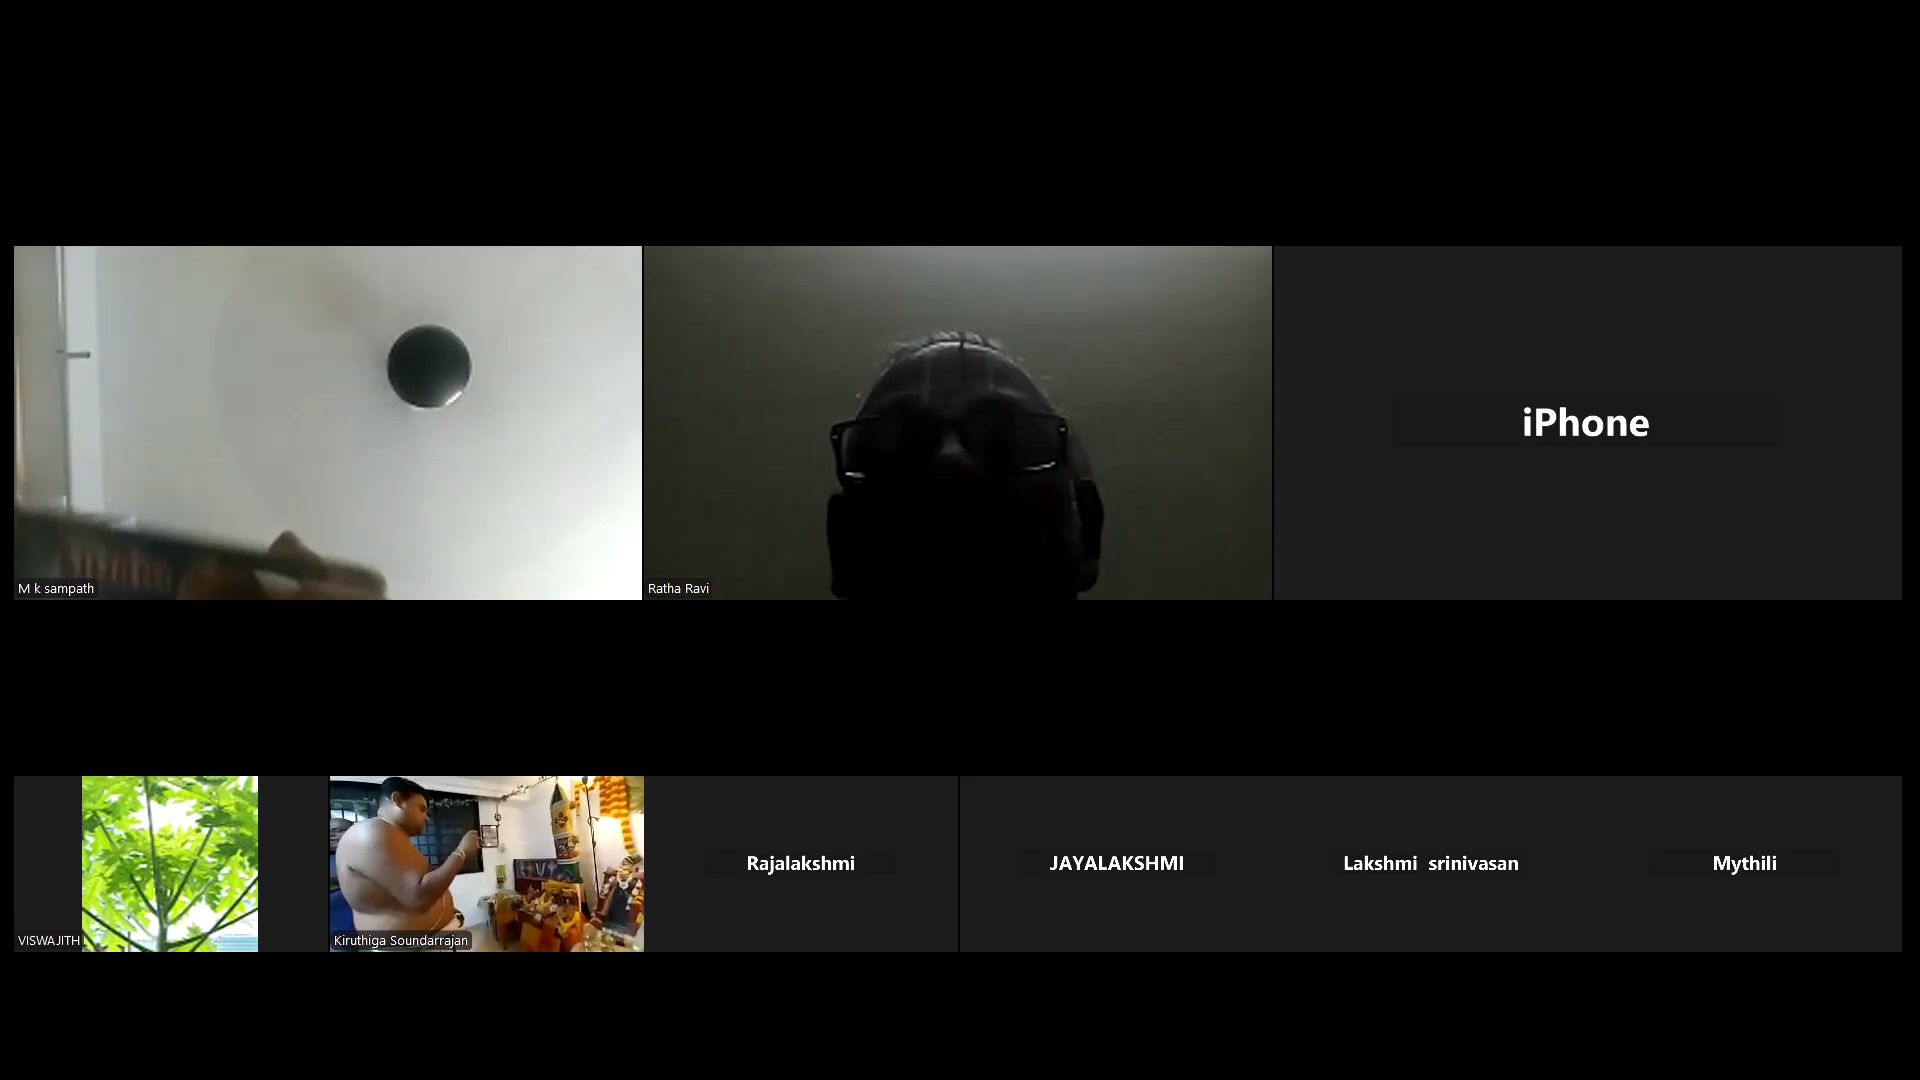 iPhone
M k sampath
Ratha Ravi
Rajalakshmi
JAYALAKSHMI
Lakshmi srinivasan
Mythili
VISWAJITH
Kiruthiga Soundarrajan